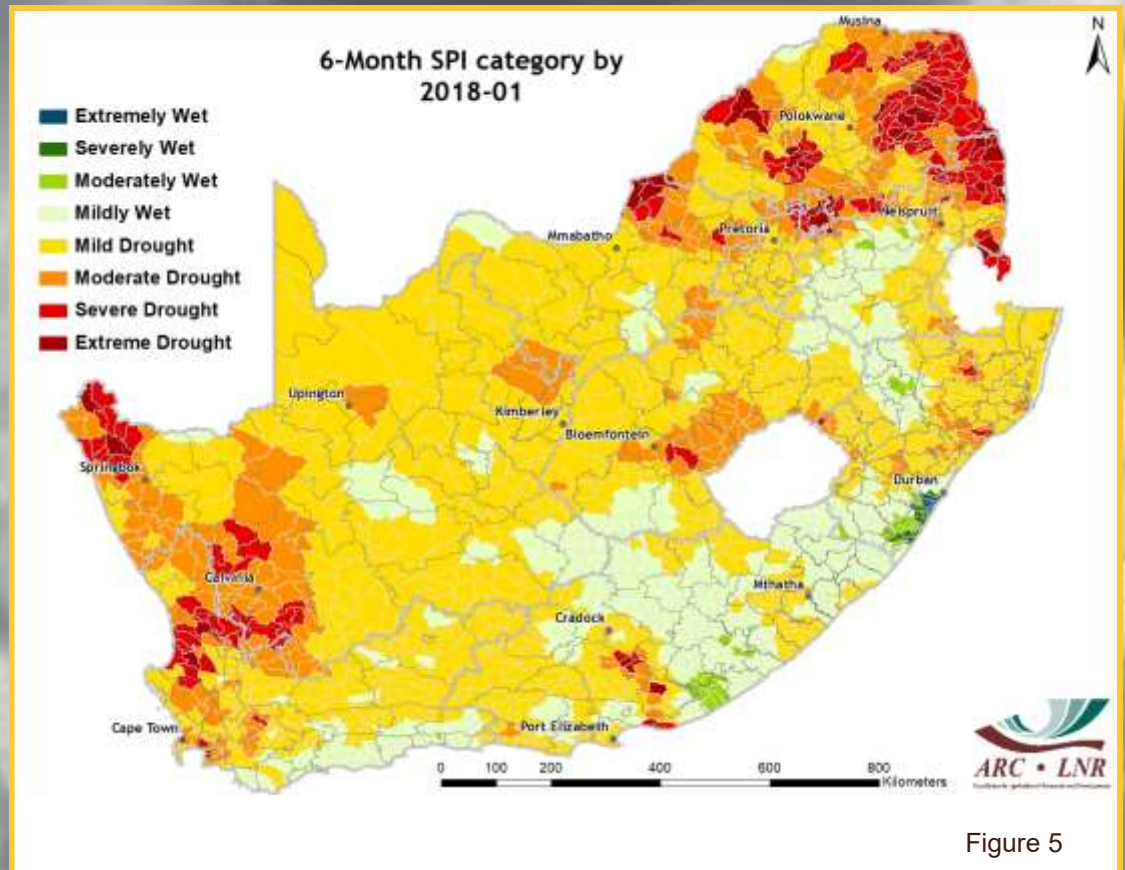 Musina
N
6-Month SPI category by
2018-01
Extremely Wet
Severely Wet
Moderately Wet
Mildly Wet
Mild Drought
Moderate Drought
Severe Drought
Extreme Drought
Polokwane
Nelspruit
Pretoria
Mmabatho
Upington
Kimberley
Bloemfontein
Springbok
Durban
Calvinia
Mthatha
Cradock
Cape Town
Port Elizabeth
0 100 200 400 600 800
Kilometers
ARC • LNR
Figure 5